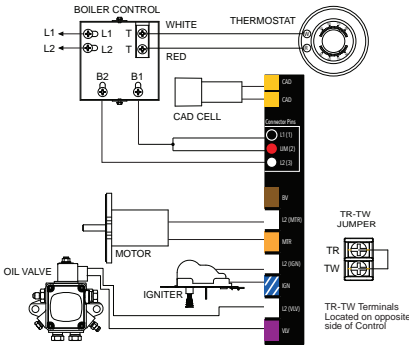 BOILER CONTROL
WHITE
THERMOSTAT
L1 L1 T
RED
L2 L2 T
B2 B1
CAD
CAD
CAD CELL
Connector Pins
L1 (1)
LIM (2)
L2 (3)
BV
L2 (MTR)
MTR
MOTOR
TR-TW
JUMPER
TR
TW
OIL VALVE
L2 (IGN)
IGN
IGNITER
L2 (VLV)
VLV
TR-TW Terminals
Located on opposite
side of Control